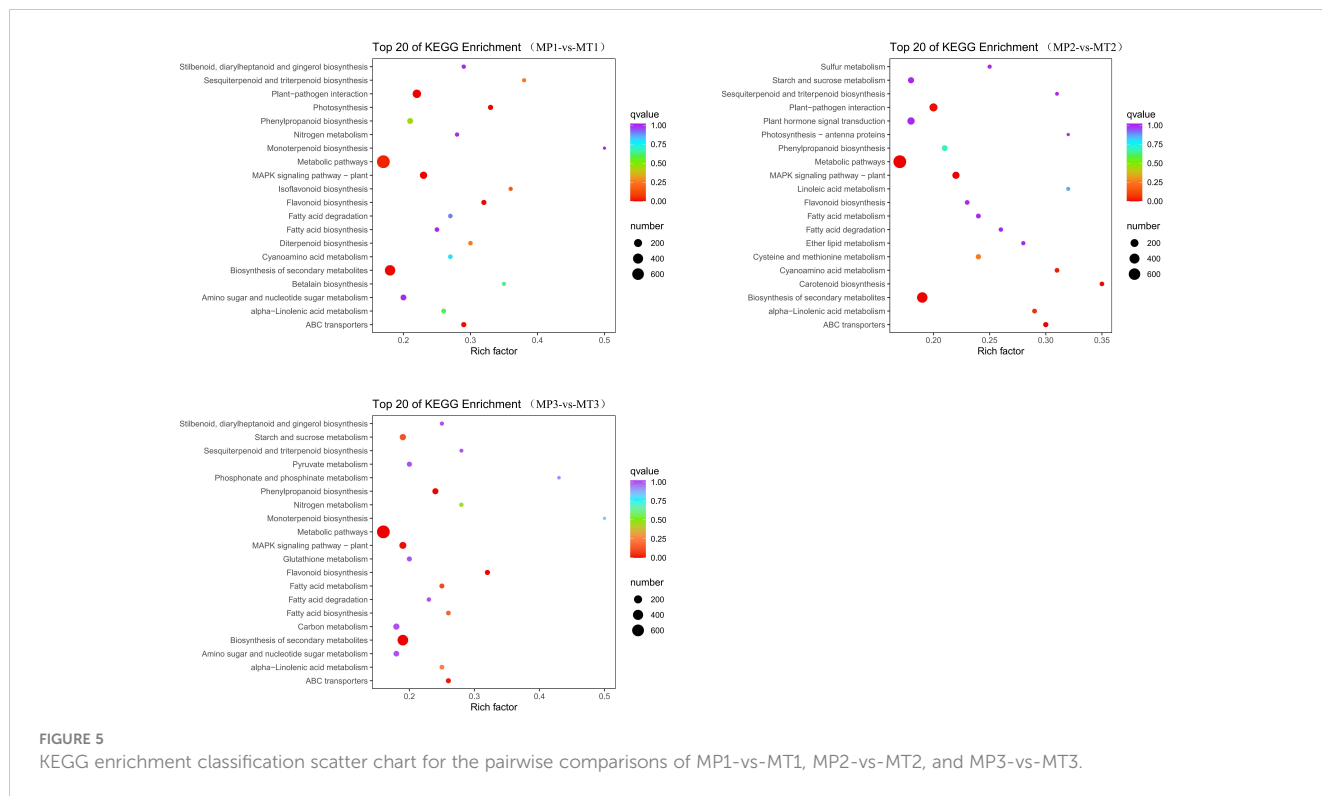 Top 20 of KEGG Enrichment （MP1-vs-MT1）
Stilbenoid, diarylheptanoid and gingerol biosynthesis
Sesquiterpenoid and triterpenoid biosynthesis
Plant−pathogen interaction
Photosynthesis
Phenylpropanoid biosynthesis
Nitrogen metabolism
Monoterpenoid biosynthesis
Metabolic pathways
MAPK signaling pathway − plant
Isoflavonoid biosynthesis
Flavonoid biosynthesis
Fatty acid degradation
Fatty acid biosynthesis
Diterpenoid biosynthesis
Cyanoamino acid metabolism
Biosynthesis of secondary metabolites
Betalain biosynthesis
Amino sugar and nucleotide sugar metabolism
alpha−Linolenic acid metabolism
ABC transporters
0.2 0.3 0.4 0.5
Rich factor
qvalue
1.00
0.75
0.50
0.25
0.00
number
200
400
600
Top 20 of KEGG Enrichment （MP2-vs-MT2）
Sulfur metabolism
Starch and sucrose metabolism
Sesquiterpenoid and triterpenoid biosynthesis
Plant−pathogen interaction
Plant hormone signal transduction
Photosynthesis − antenna proteins
Phenylpropanoid biosynthesis
Metabolic pathways
MAPK signaling pathway − plant
Linoleic acid metabolism
Flavonoid biosynthesis
Fatty acid metabolism
Fatty acid degradation
Ether lipid metabolism
Cysteine and methionine metabolism
Cyanoamino acid metabolism
Carotenoid biosynthesis
Biosynthesis of secondary metabolites
alpha−Linolenic acid metabolism
ABC transporters
0.20 0.25 0.30 0.35
Rich factor
qvalue
1.00
0.75
0.50
0.25
0.00
number
200
400
600
Top 20 of KEGG Enrichment （MP3-vs-MT3）
Stilbenoid, diarylheptanoid and gingerol biosynthesis
Starch and sucrose metabolism
Sesquiterpenoid and triterpenoid biosynthesis
Pyruvate metabolism
Phosphonate and phosphinate metabolism
Phenylpropanoid biosynthesis
Nitrogen metabolism
Monoterpenoid biosynthesis
Metabolic pathways
MAPK signaling pathway − plant
Glutathione metabolism
Flavonoid biosynthesis
Fatty acid metabolism
Fatty acid degradation
Fatty acid biosynthesis
Carbon metabolism
Biosynthesis of secondary metabolites
Amino sugar and nucleotide sugar metabolism
alpha−Linolenic acid metabolism
ABC transporters
0.2 0.3 0.4 0.5
Rich factor
qvalue
1.00
0.75
0.50
0.25
0.00
number
200
400
600
FIGURE 5
KEGG enrichment classification scatter chart for the pairwise comparisons of MP1-vs-MT1, MP2-vs-MT2, and MP3-vs-MT3.